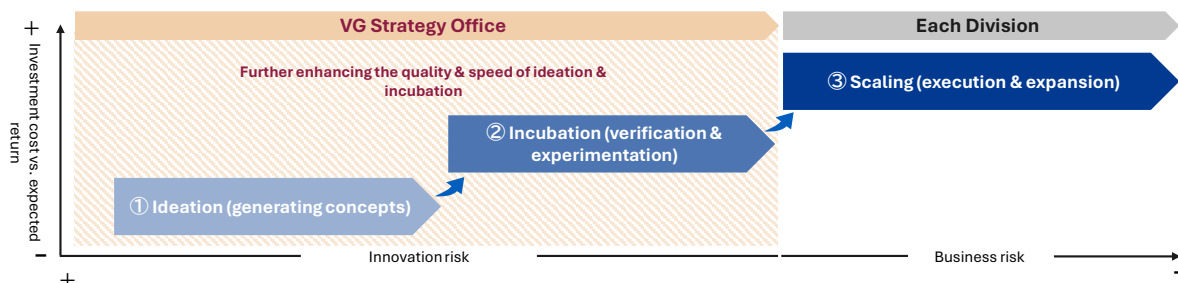 VG Strategy Office
Each Division
+
Investment cost vs. expected
return
-
Further enhancing the quality & speed of ideation &
incubation
③ Scaling (execution & expansion)
② Incubation (verification &
experimentation)
① Ideation (generating concepts)
Innovation risk
Business risk
+
-